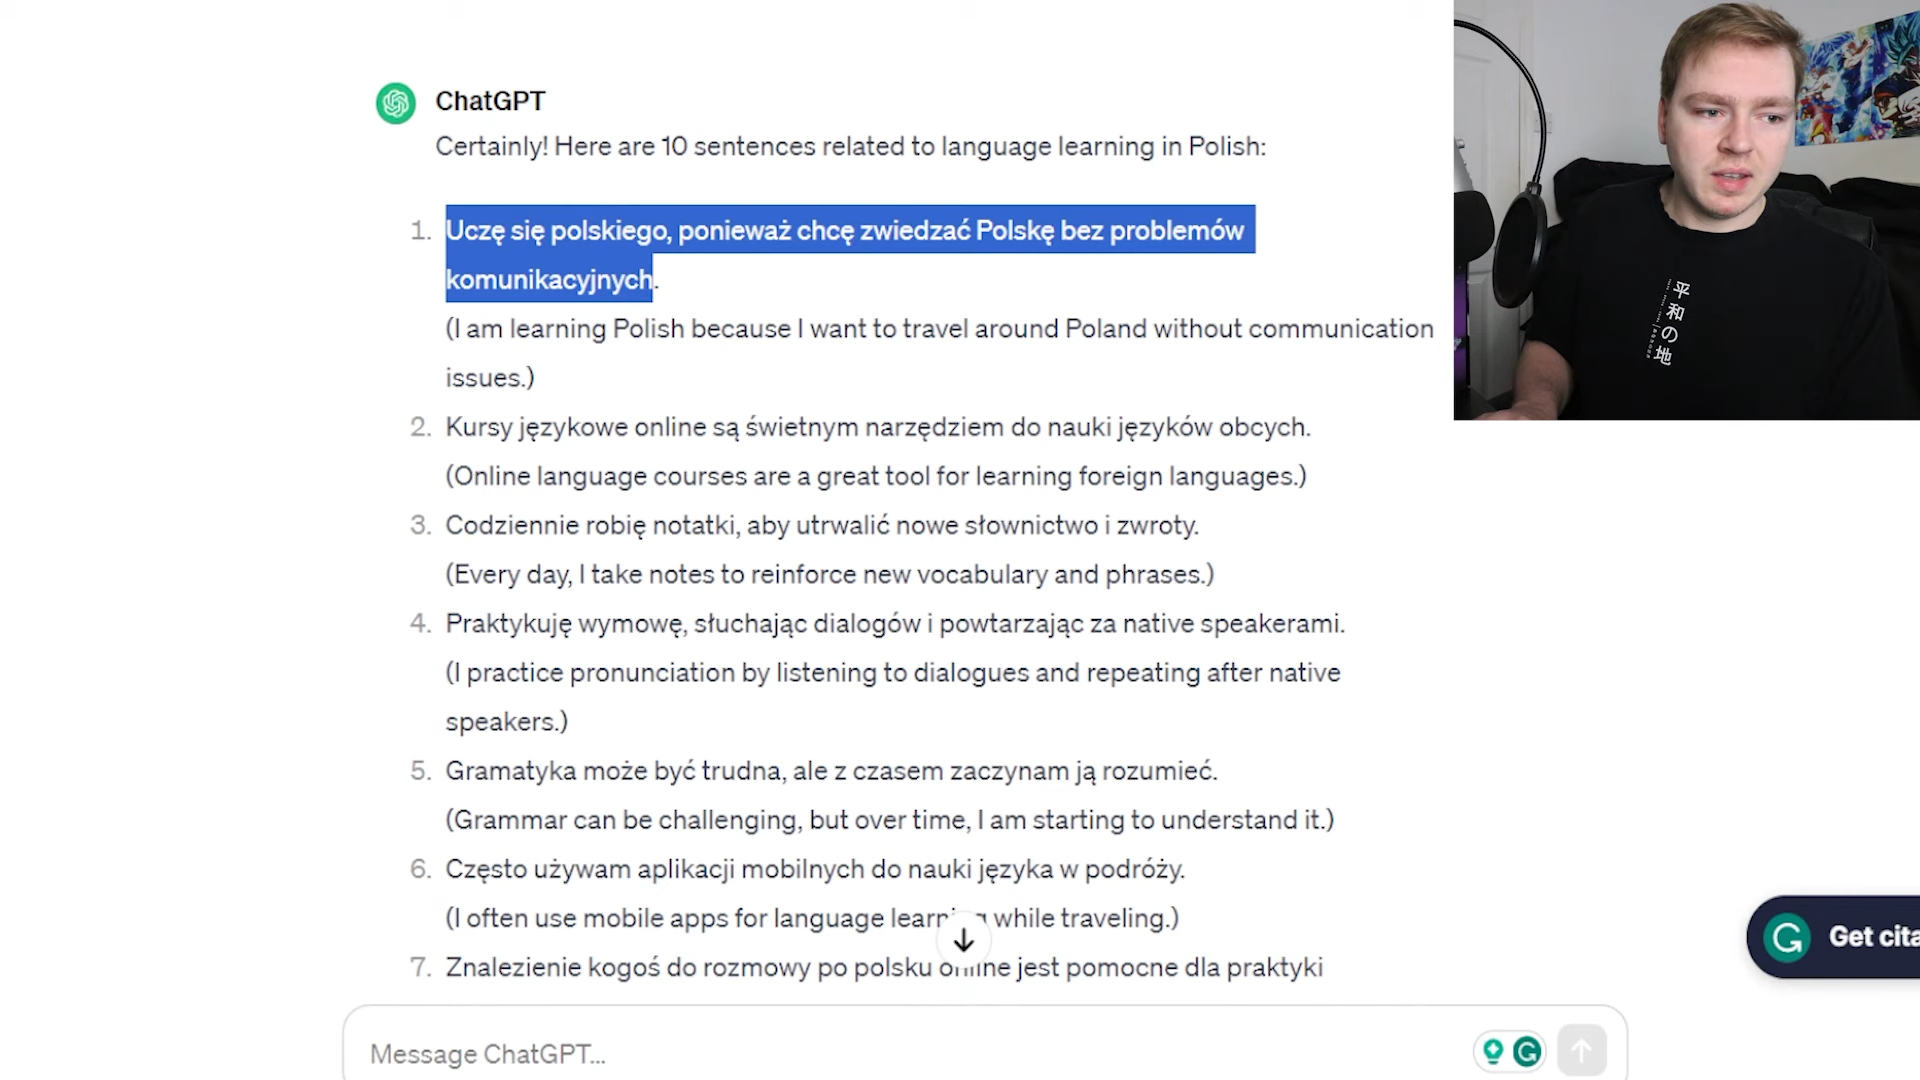 ChatGPT
Certainly! Here are 10 sentences related to language learning in Polish:
1. Uczę się polskiego, ponieważ chcę zwiedzać Polskę bez problemów
komunikacyjnych.
(I am learning Polish because I want to travel around Poland without communication
issues.)
2. Kursy językowe online są świetnym narzędziem do nauki języków obcych.
(Online language courses are a great tool for learning foreign languages.)
3. Codziennie robię notatki, aby utrwalić nowe słownictwo i zwroty.
(Every day, I take notes to reinforce new vocabulary and phrases.)
4. Praktykuję wymowę, słuchając dialogów i powtarzając za native speakerami.
(I practice pronunciation by listening to dialogues and repeating after native
speakers.)
5. Gramatyka może być trudna, ale z czasem zaczynam ją rozumieć.
(Grammar can be challenging, but over time, I am starting to understand it.)
6. Często używam aplikacji mobilnych do nauki języka w podróży.
(I often use mobile apps for language learning while traveling.)
7. Znalezienie kogoś do rozmowy po polsku online jest pomocne dla praktyki
Message ChatGPT...
Get cita
平和の地